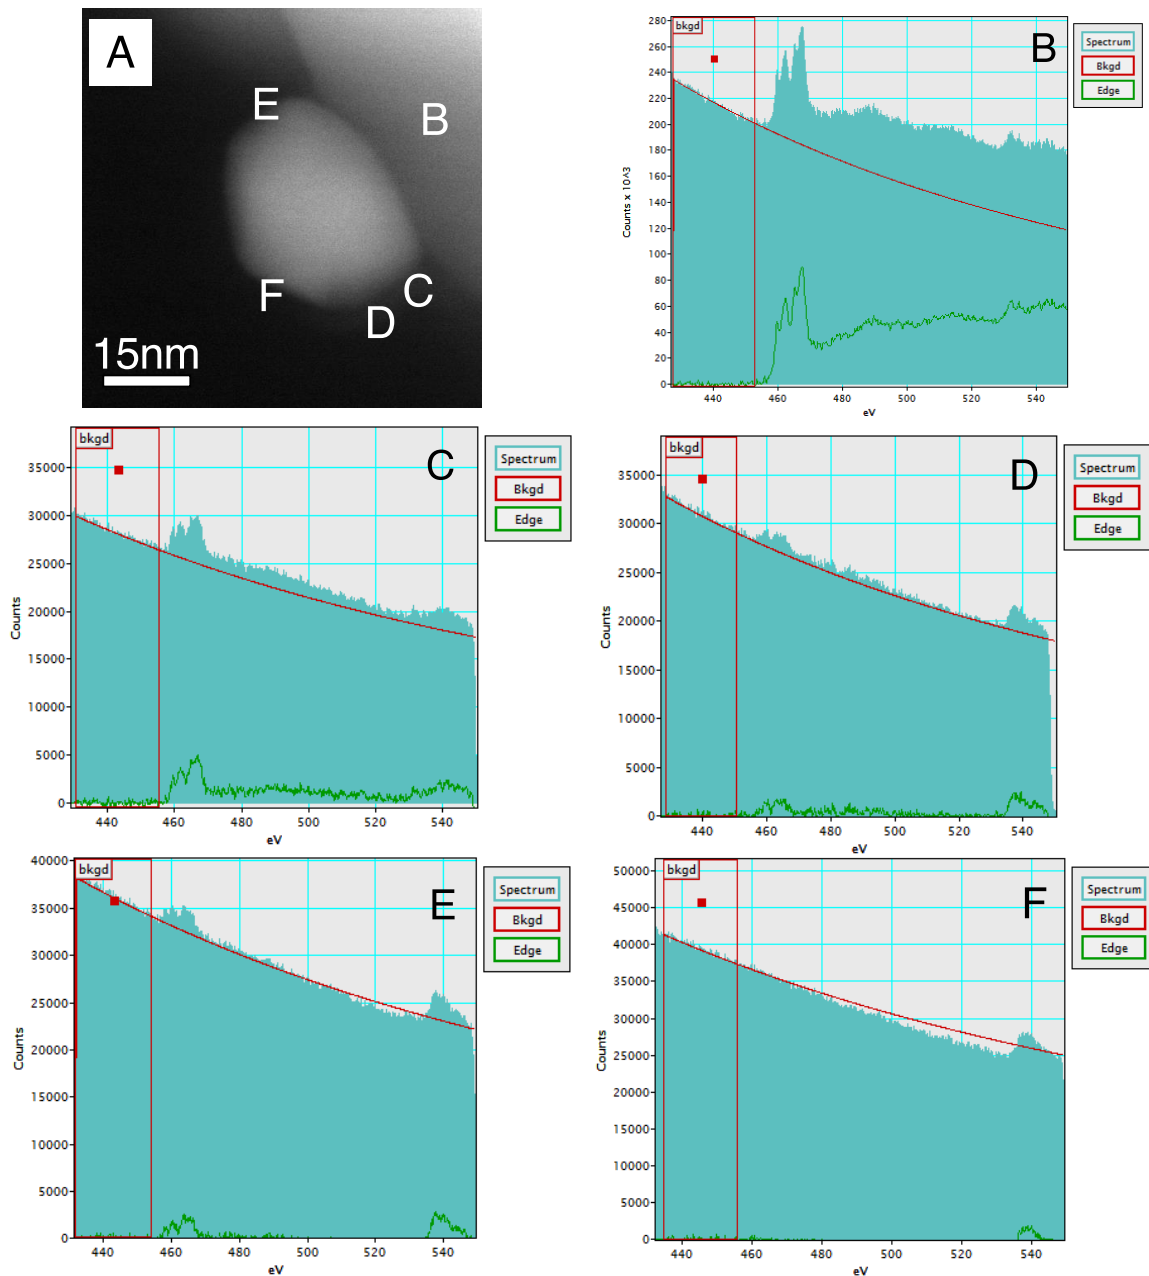 A
E
B
F
C
D
15nm
bkgd
B
Spectrum
Bkgd
Edge
280
260
240
220
200
180
160
140
120
100
80
60
40
20
0
Counts x 10^3
440 460 480 500 520 540
eV
bkgd
C
Spectrum
Bkgd
Edge
35000
30000
25000
20000
15000
10000
5000
0
Counts
440 460 480 500 520 540
eV
bkgd
D
Spectrum
Bkgd
Edge
35000
30000
25000
20000
15000
10000
5000
0
Counts
440 460 480 500 520 540
eV
bkgd
E
Spectrum
Bkgd
Edge
40000
35000
30000
25000
20000
15000
10000
5000
0
Counts
440 460 480 500 520 540
eV
bkgd
F
Spectrum
Bkgd
Edge
50000
45000
40000
35000
30000
25000
20000
15000
10000
5000
0
Counts
440 460 480 500 520 540
eV